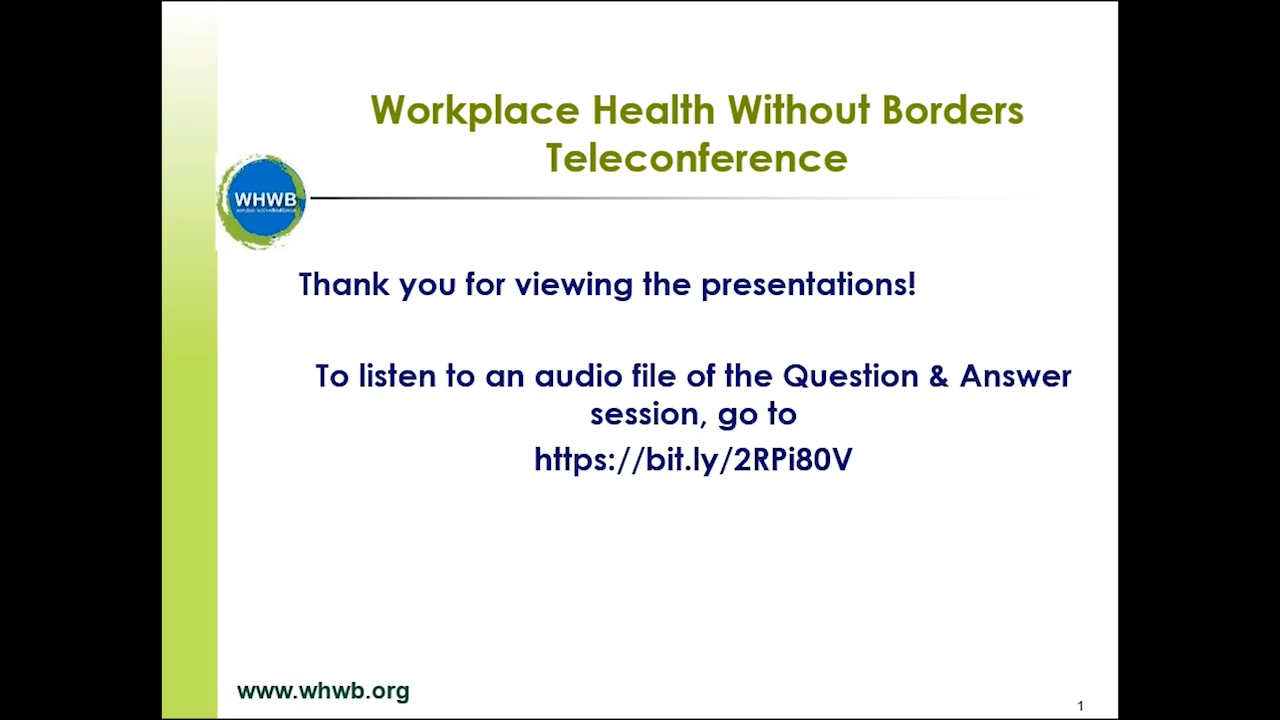 Workplace Health Without Borders
Teleconference
WHWB
Thank you for viewing the presentations!
To listen to an audio file of the Question & Answer
session, go to
https://bit.ly/2RPi80V
www.whwb.org
1